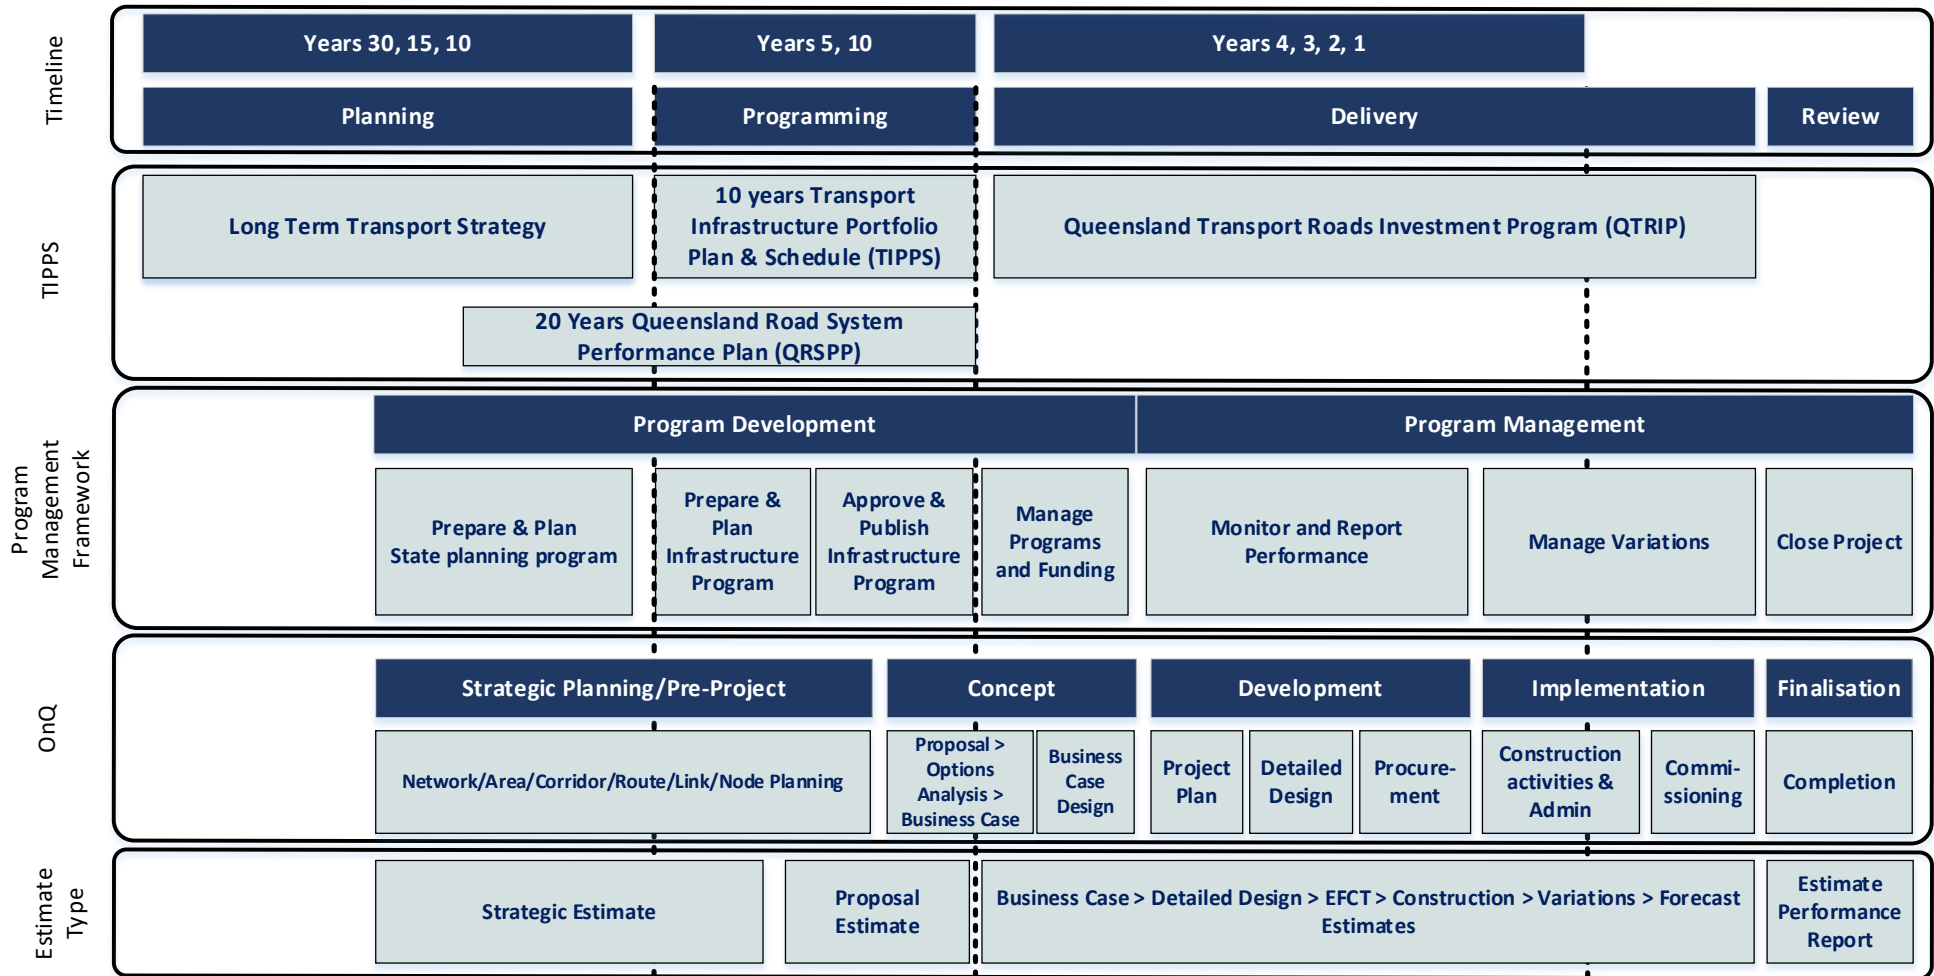 Timeline
Years 30, 15, 10
Years 5, 10
Years 4, 3, 2, 1
Planning
Programming
Delivery
Review
TIPPS
Long Term Transport Strategy
10 years Transport
Infrastructure Portfolio
Plan & Schedule (TIPPS)
Queensland Transport Roads Investment Program (QTRIP)
20 Years Queensland Road System
Performance Plan (QRSPP)
Program
Management
Framework
Program Development
Program Management
Prepare & Plan
State planning program
Prepare &
Plan
Infrastructure
Program
Approve &
Publish
Infrastructure
Program
Manage
Programs
and Funding
Monitor and Report
Performance
Manage Variations
Close Project
OnQ
Strategic Planning/Pre-Project
Concept
Development
Implementation
Finalisation
Network/Area/Corridor/Route/Link/Node Planning
Proposal >
Options
Analysis >
Business Case
Business
Case
Design
Project
Plan
Detailed
Design
Procure-
ment
Construction
activities &
Admin
Commi-
ssioning
Completion
Estimate
Type
Strategic Estimate
Proposal
Estimate
Business Case > Detailed Design > EFCT > Construction > Variations > Forecast
Estimates
Estimate
Performance
Report